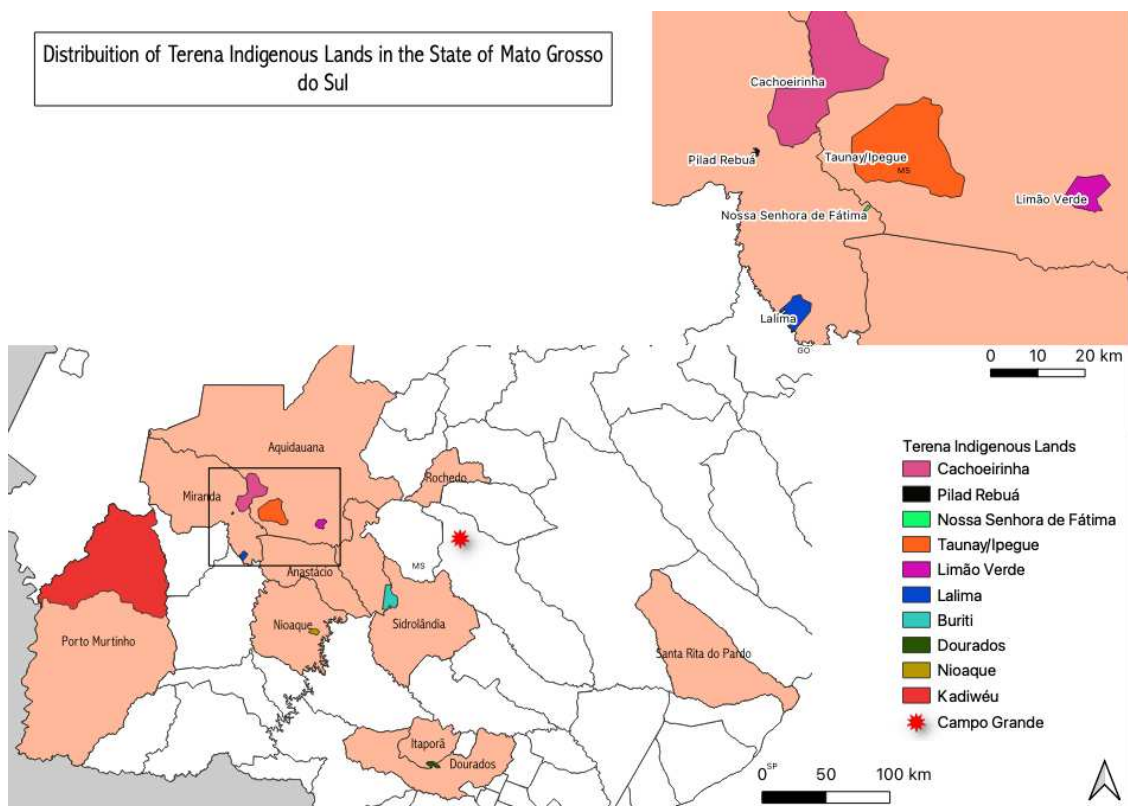 Distribuition of Terena Indigenous Lands in the State of Mato Grosso
do Sul
Cachoeirinha
Pilad Rebuá
Taunay/Ipegue
MS
Limão Verde
Nossa Senhora de Fátima
Lalima
GO
0 10 20 km
Aquidauana
Rochedo
Miranda
MS
Anastácio
Nioaque
Sidrolândia
Porto Murtinho
Santa Rita do Pardo
Itaporã
Dourados
SP
0 50 100 km
Terena Indigenous Lands
Cachoeirinha
Pilad Rebuá
Nossa Senhora de Fátima
Taunay/Ipegue
Limão Verde
Lalima
Buriti
Dourados
Nioaque
Kadiwéu
Campo Grande